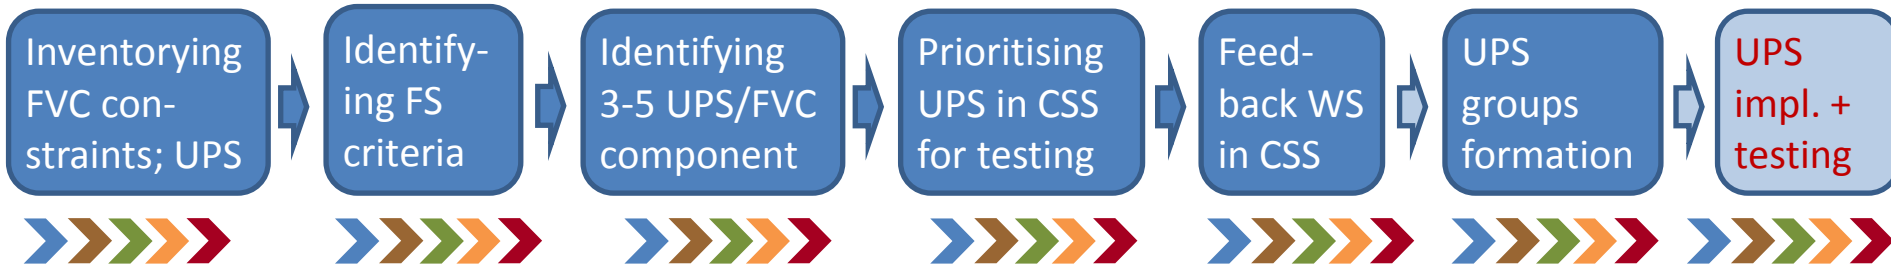 Inventorying
FVC con-
straints; UPS
Identify-
ing FS
criteria
Identifying
3-5 UPS/FVC
component
Prioritising
UPS in CSS
for testing
Feed-
back WS
in CSS
UPS
groups
formation
UPS
impl. +
testing